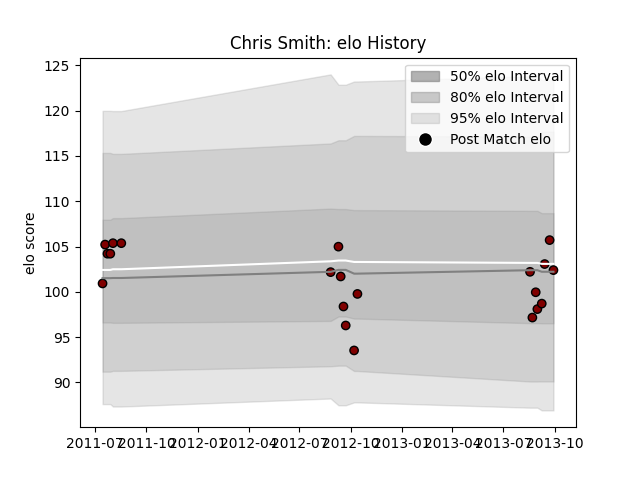 Chris Smith: elo History
125
120
115
110
105
100
95
90
elo score
50% elo Interval
80% elo Interval
95% elo Interval
Post Match elo
2011-07 2011-10 2012-01 2012-04 2012-07 2012-10 2013-01 2013-04 2013-07 2013-10